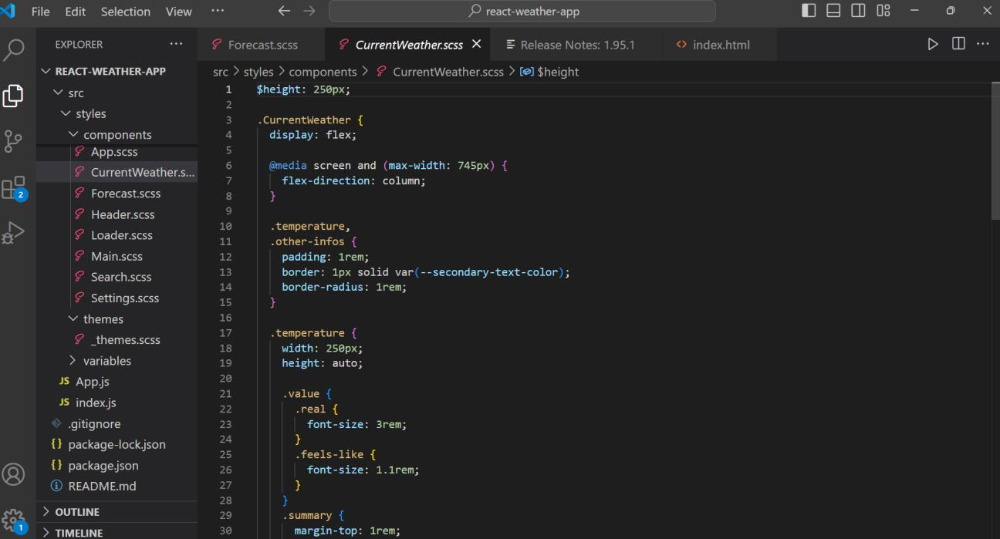 File Edit Selection View ··· react-weather-app
EXPLORER ···
REACT-WEATHER-APP
src
styles
components
App.scss
CurrentWeather.s...
Forecast.scss
Header.scss
Loader.scss
Main.scss
Search.scss
Settings.scss
themes
_themes.scss
variables
JS App.js
JS index.js
.gitignore
{} package-lock.json
{} package.json
README.md
OUTLINE
TIMELINE
2
1
Forecast.scss CurrentWeather.scss Release Notes: 1.95.1 index.html
src > styles > components > CurrentWeather.scss > $height
1 $height: 250px;
2
3 .CurrentWeather {
4 display: flex;
5
6 @media screen and (max-width: 745px) {
7 flex-direction: column;
8 }
9
10 .temperature,
11 .other-infos {
12 padding: 1rem;
13 border: 1px solid var(--secondary-text-color);
14 border-radius: 1rem;
15 }
16
17 .temperature {
18 width: 250px;
19 height: auto;
20
21 .value {
22 .real {
23 font-size: 3rem;
24 }
25 .feels-like {
26 font-size: 1.1rem;
27 }
28 }
29 .summary {
30 margin-top: 1rem;